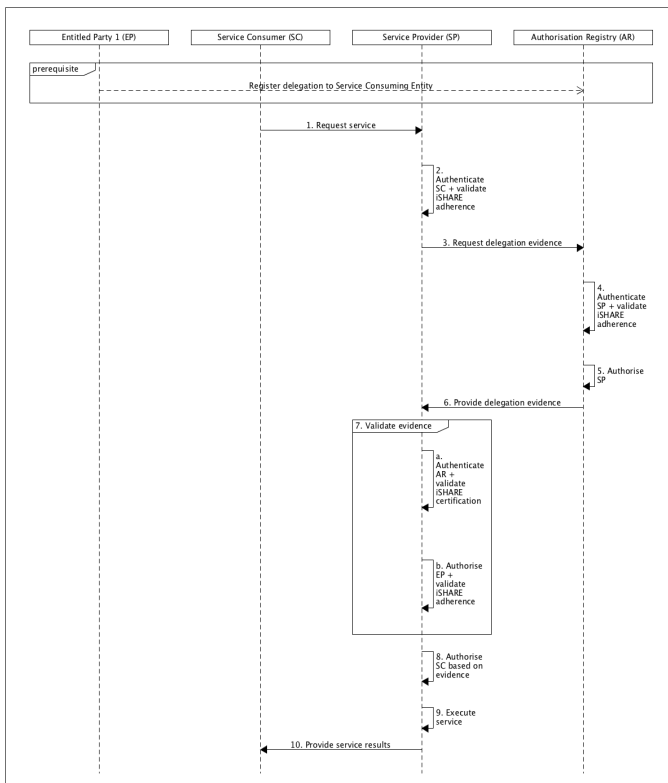 Entitled Party 1 (EP)
Service Consumer (SC)
Service Provider (SP)
Authorisation Registry (AR)
prerequisite
Register delegation to Service Consuming Entity
1. Request service
2.
Authenticate
SC + validate
iSHARE
adherence
3. Request delegation evidence
4.
Authenticate
SP + validate
iSHARE
adherence
5. Authorise
SP
6. Provide delegation evidence
7. Validate evidence
a.
Authenticate
AR +
validate
iSHARE
certification
b. Authorise
EP +
validate
iSHARE
adherence
8. Authorise
SC based on
evidence
9. Execute
service
10. Provide service results